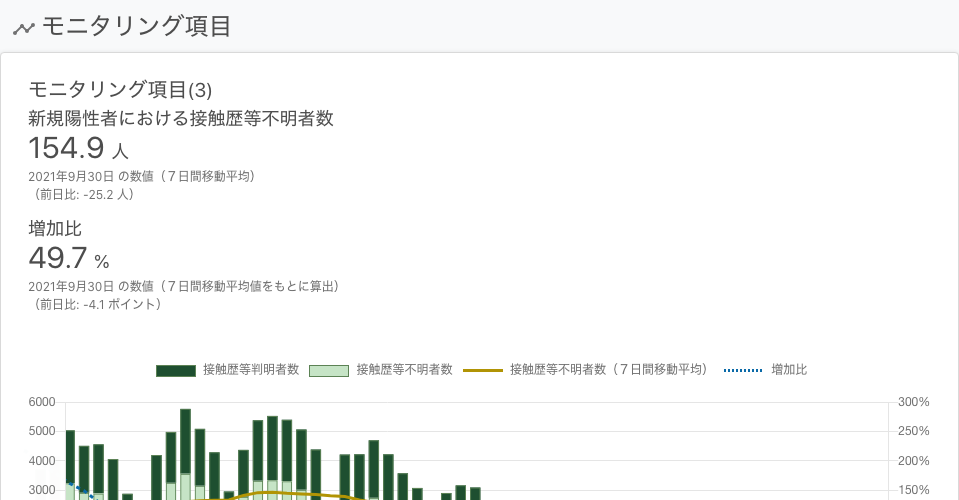 モニタリング項目
モニタリング項目(3)
新規陽性者における接触歴等不明者数
154.9 人
2021年9月30日 の数値（７日間移動平均）
（前日比: -25.2 人）
増加比
49.7 %
2021年9月30日 の数値（７日間移動平均値をもとに算出）
（前日比: -4.1 ポイント）
接触歴等判明者数 接触歴等不明者数 接触歴等不明者数（７日間移動平均） 増加比
6000 300%
5000 250%
4000 200%
3000 150%